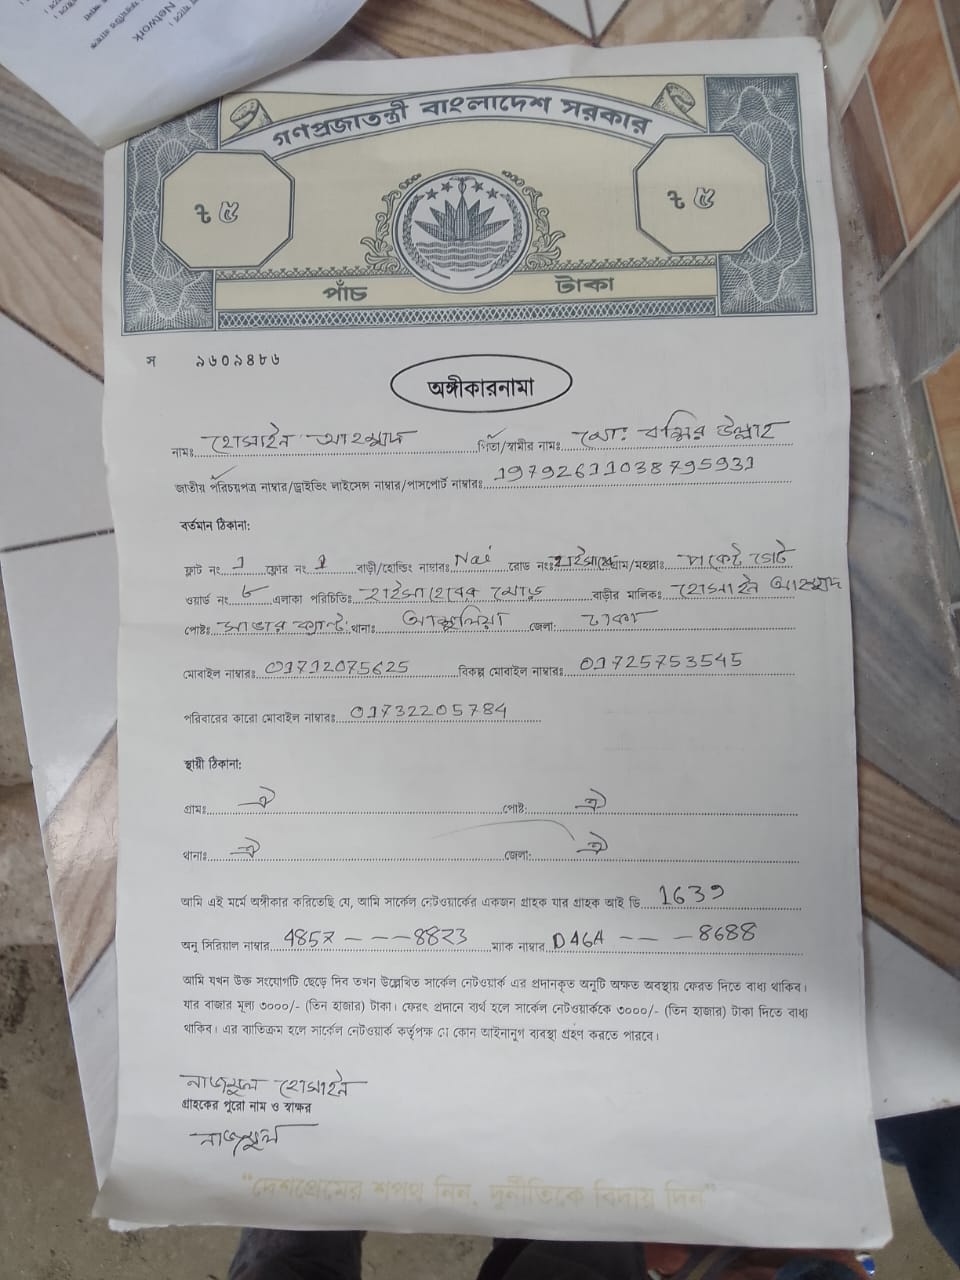 Network
গণপ্রজাতন্ত্রী বাংলাদেশ সরকার
৳ ৫
৳ ৫
পাঁচ টাকা
স ৯৬০৯৪৮৬
অঙ্গীকারনামা
নামঃ হোসাইন আহম্মাদ পিতা/স্বামীর নামঃ মো: বছির উল্লাহ
জাতীয় পরিচয়পত্র নাম্বার/ড্রাইভিং লাইসেন্স নাম্বার/পাসপোর্ট নাম্বারঃ 19792611038795931
বর্তমান ঠিকানা:
ফ্লাট নং 1 ফ্লোর নং 1 বাড়ী/হোল্ডিং নাম্বারঃ Nai রোড নংঃ গ্রাম/মহল্লাঃ পকেট গেট
ওয়ার্ড নং ৮ এলাকা পরিচিতিঃ মোড় বাড়ীর মালিকঃ হোসাইন আহম্মাদ
পোষ্টঃ সাভার ক্যান্ট: থানাঃ আশুলিয়া জেলা: ঢাকা
মোবাইল নাম্বারঃ 01712075625 বিকল্প মোবাইল নাম্বারঃ 01725753545
পরিবারের কারো মোবাইল নাম্বারঃ 01732205784
স্থায়ী ঠিকানা:
গ্রামঃ ঐ পোষ্ট: ঐ
থানাঃ ঐ জেলা: ঐ
আমি এই মর্মে অঙ্গীকার করিতেছি যে, আমি সার্কেল নেটওয়ার্কের একজন গ্রাহক যার গ্রাহক আই ডি 1639
অনু সিরিয়াল নাম্বার 4857 - - - 8823 ম্যাক নাম্বার D46A - - - 8688
আমি যখন উক্ত সংযোগটি ছেড়ে দিব তখন উল্লেখিত সার্কেল নেটওয়ার্ক এর প্রদানকৃত অনুটি অক্ষত অবস্থায় ফেরত দিতে বাধ্য থাকিব।
যার বাজার মূল্য ৩০০০/- (তিন হাজার) টাকা। ফেরৎ প্রদানে ব্যর্থ হলে সার্কেল নেটওয়ার্ককে ৩০০০/- (তিন হাজার) টাকা দিতে বাধ্য
থাকিব। এর ব্যতিক্রম হলে সার্কেল নেটওয়ার্ক কর্তৃপক্ষ যে কোন আইনানুগ ব্যবস্থা গ্রহণ করতে পারবে।
নাজমুল হোসাইন
গ্রাহকের পুরো নাম ও স্বাক্ষর
নাজমুল
"দেশপ্রেমের শপথ নিন, দুর্নীতিকে বিদায় দিন"